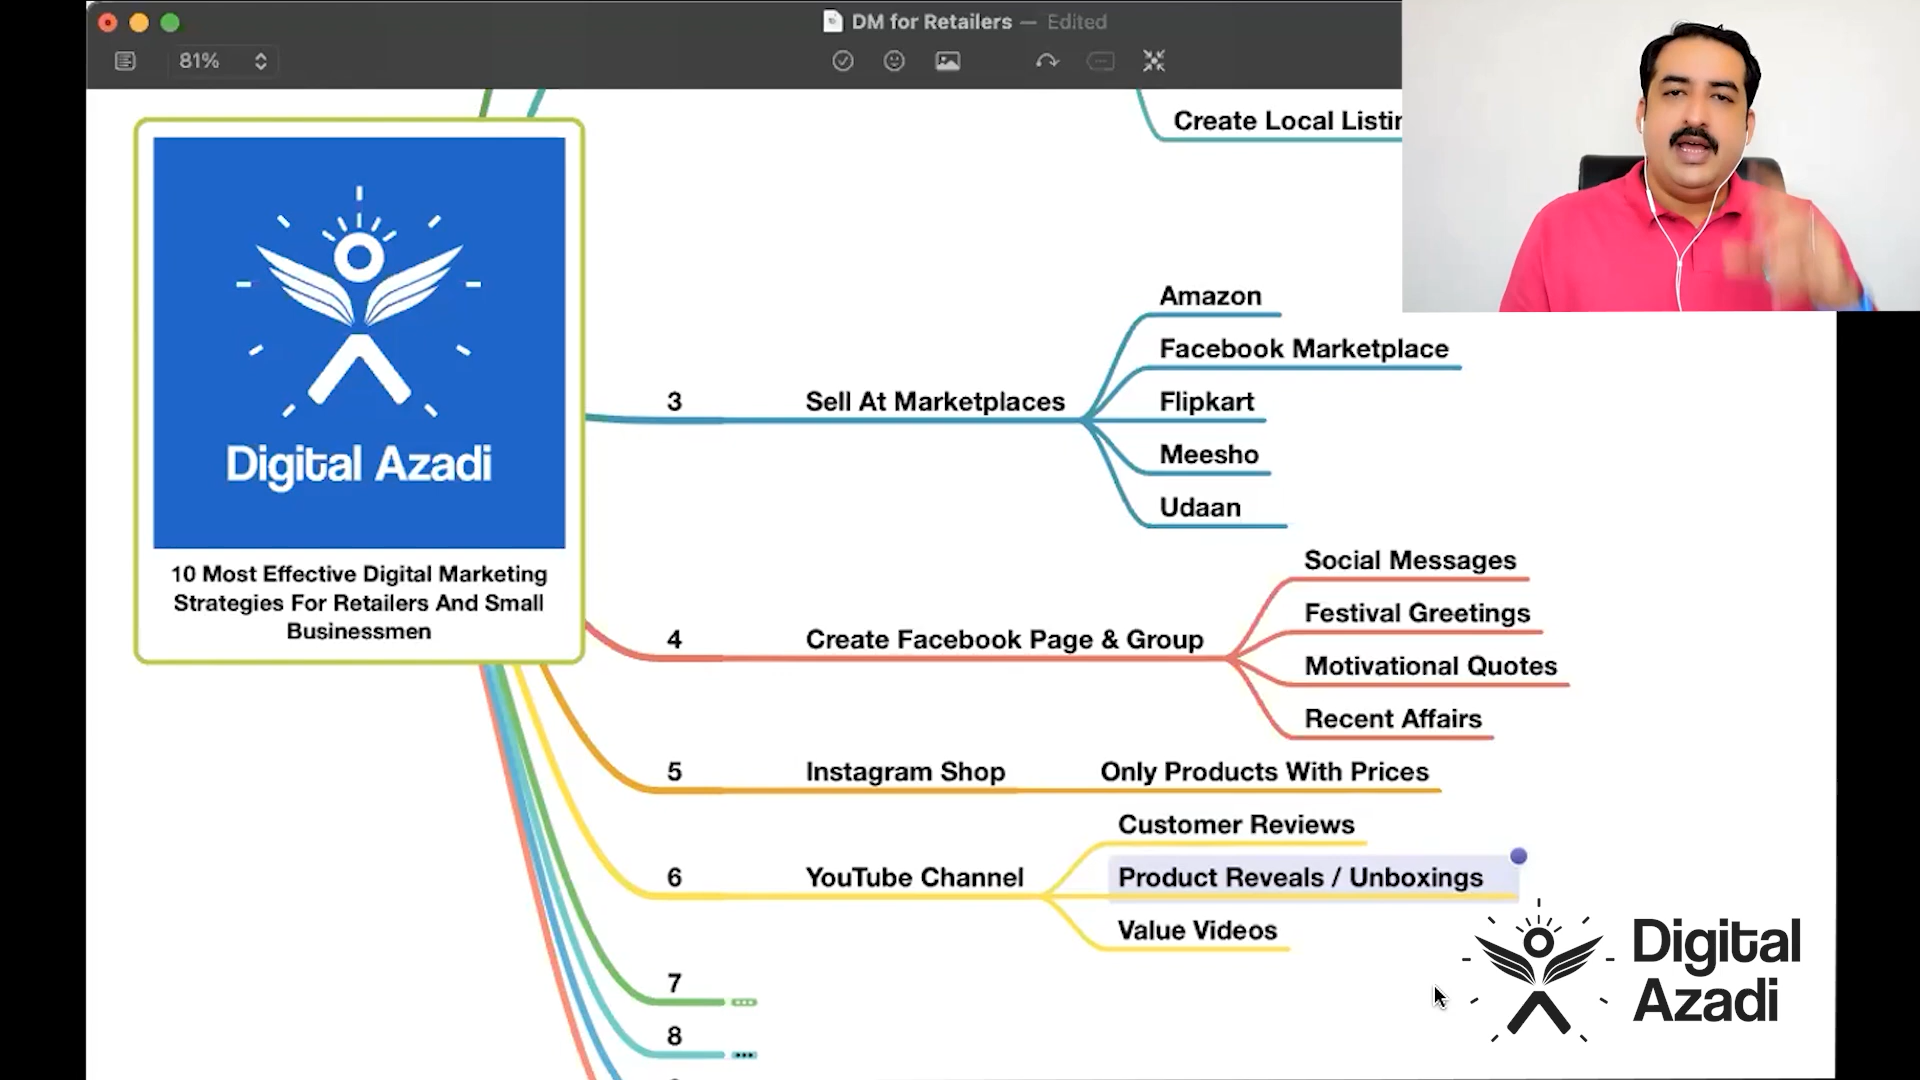 DM for Retailers — Edited
81%
Create Local Listin
Digital Azadi
10 Most Effective Digital Marketing
Strategies For Retailers And Small
Businessmen
3
Sell At Marketplaces
Amazon
Facebook Marketplace
Flipkart
Meesho
Udaan
4
Create Facebook Page & Group
Social Messages
Festival Greetings
Motivational Quotes
Recent Affairs
5
Instagram Shop
Only Products With Prices
6
YouTube Channel
Customer Reviews
Product Reveals / Unboxings
Value Videos
7
8
Digital
Azadi